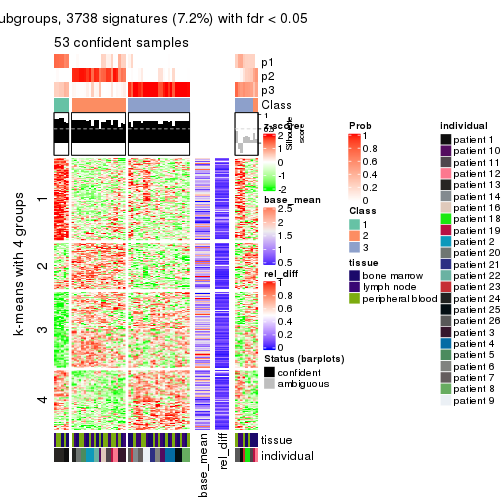 ubgroups, 3738 signatures (7.2%) with fdr < 0.05
53 confident samples
p1
p2
p3
Class
1
0.5
z-score
2
1
0
-1
-2
base_mean
2.5
2
1.5
1
0.5
rel_diff
1
0.8
0.6
0.4
0.2
0
Status (barplots)
confident
ambiguous
Prob
1
0.8
0.6
0.4
0.2
0
Class
1
2
3
tissue
bone marrow
lymph node
peripheral blood
individual
patient 1
patient 10
patient 11
patient 12
patient 13
patient 14
patient 16
patient 18
patient 19
patient 2
patient 20
patient 21
patient 22
patient 23
patient 24
patient 25
patient 26
patient 3
patient 4
patient 5
patient 6
patient 7
patient 8
patient 9
k-means with 4 groups
1
2
3
4
tissue
individual
base_mean
rel_diff